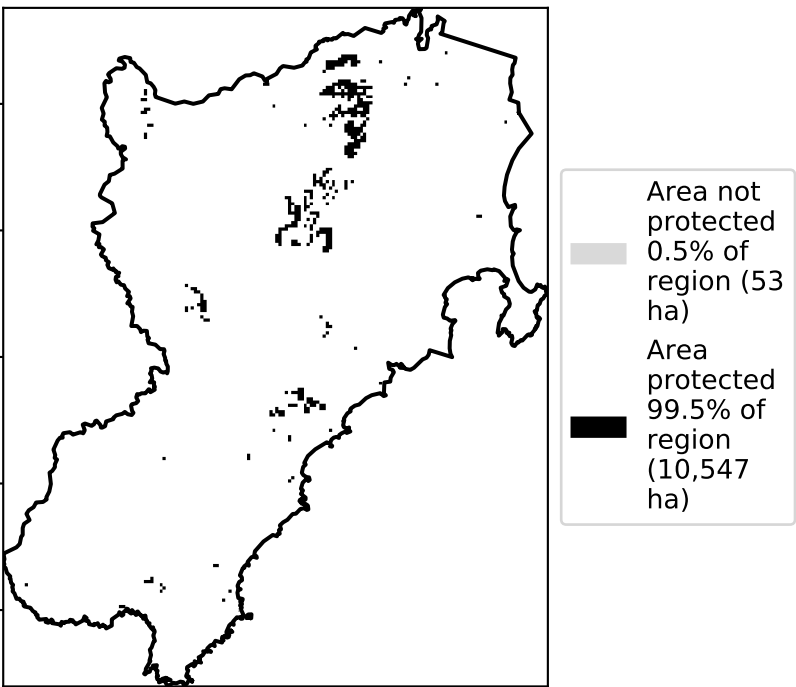 Area not
protected
0.5% of
region (53
ha)
Area
protected
99.5% of
region
(10,547
ha)